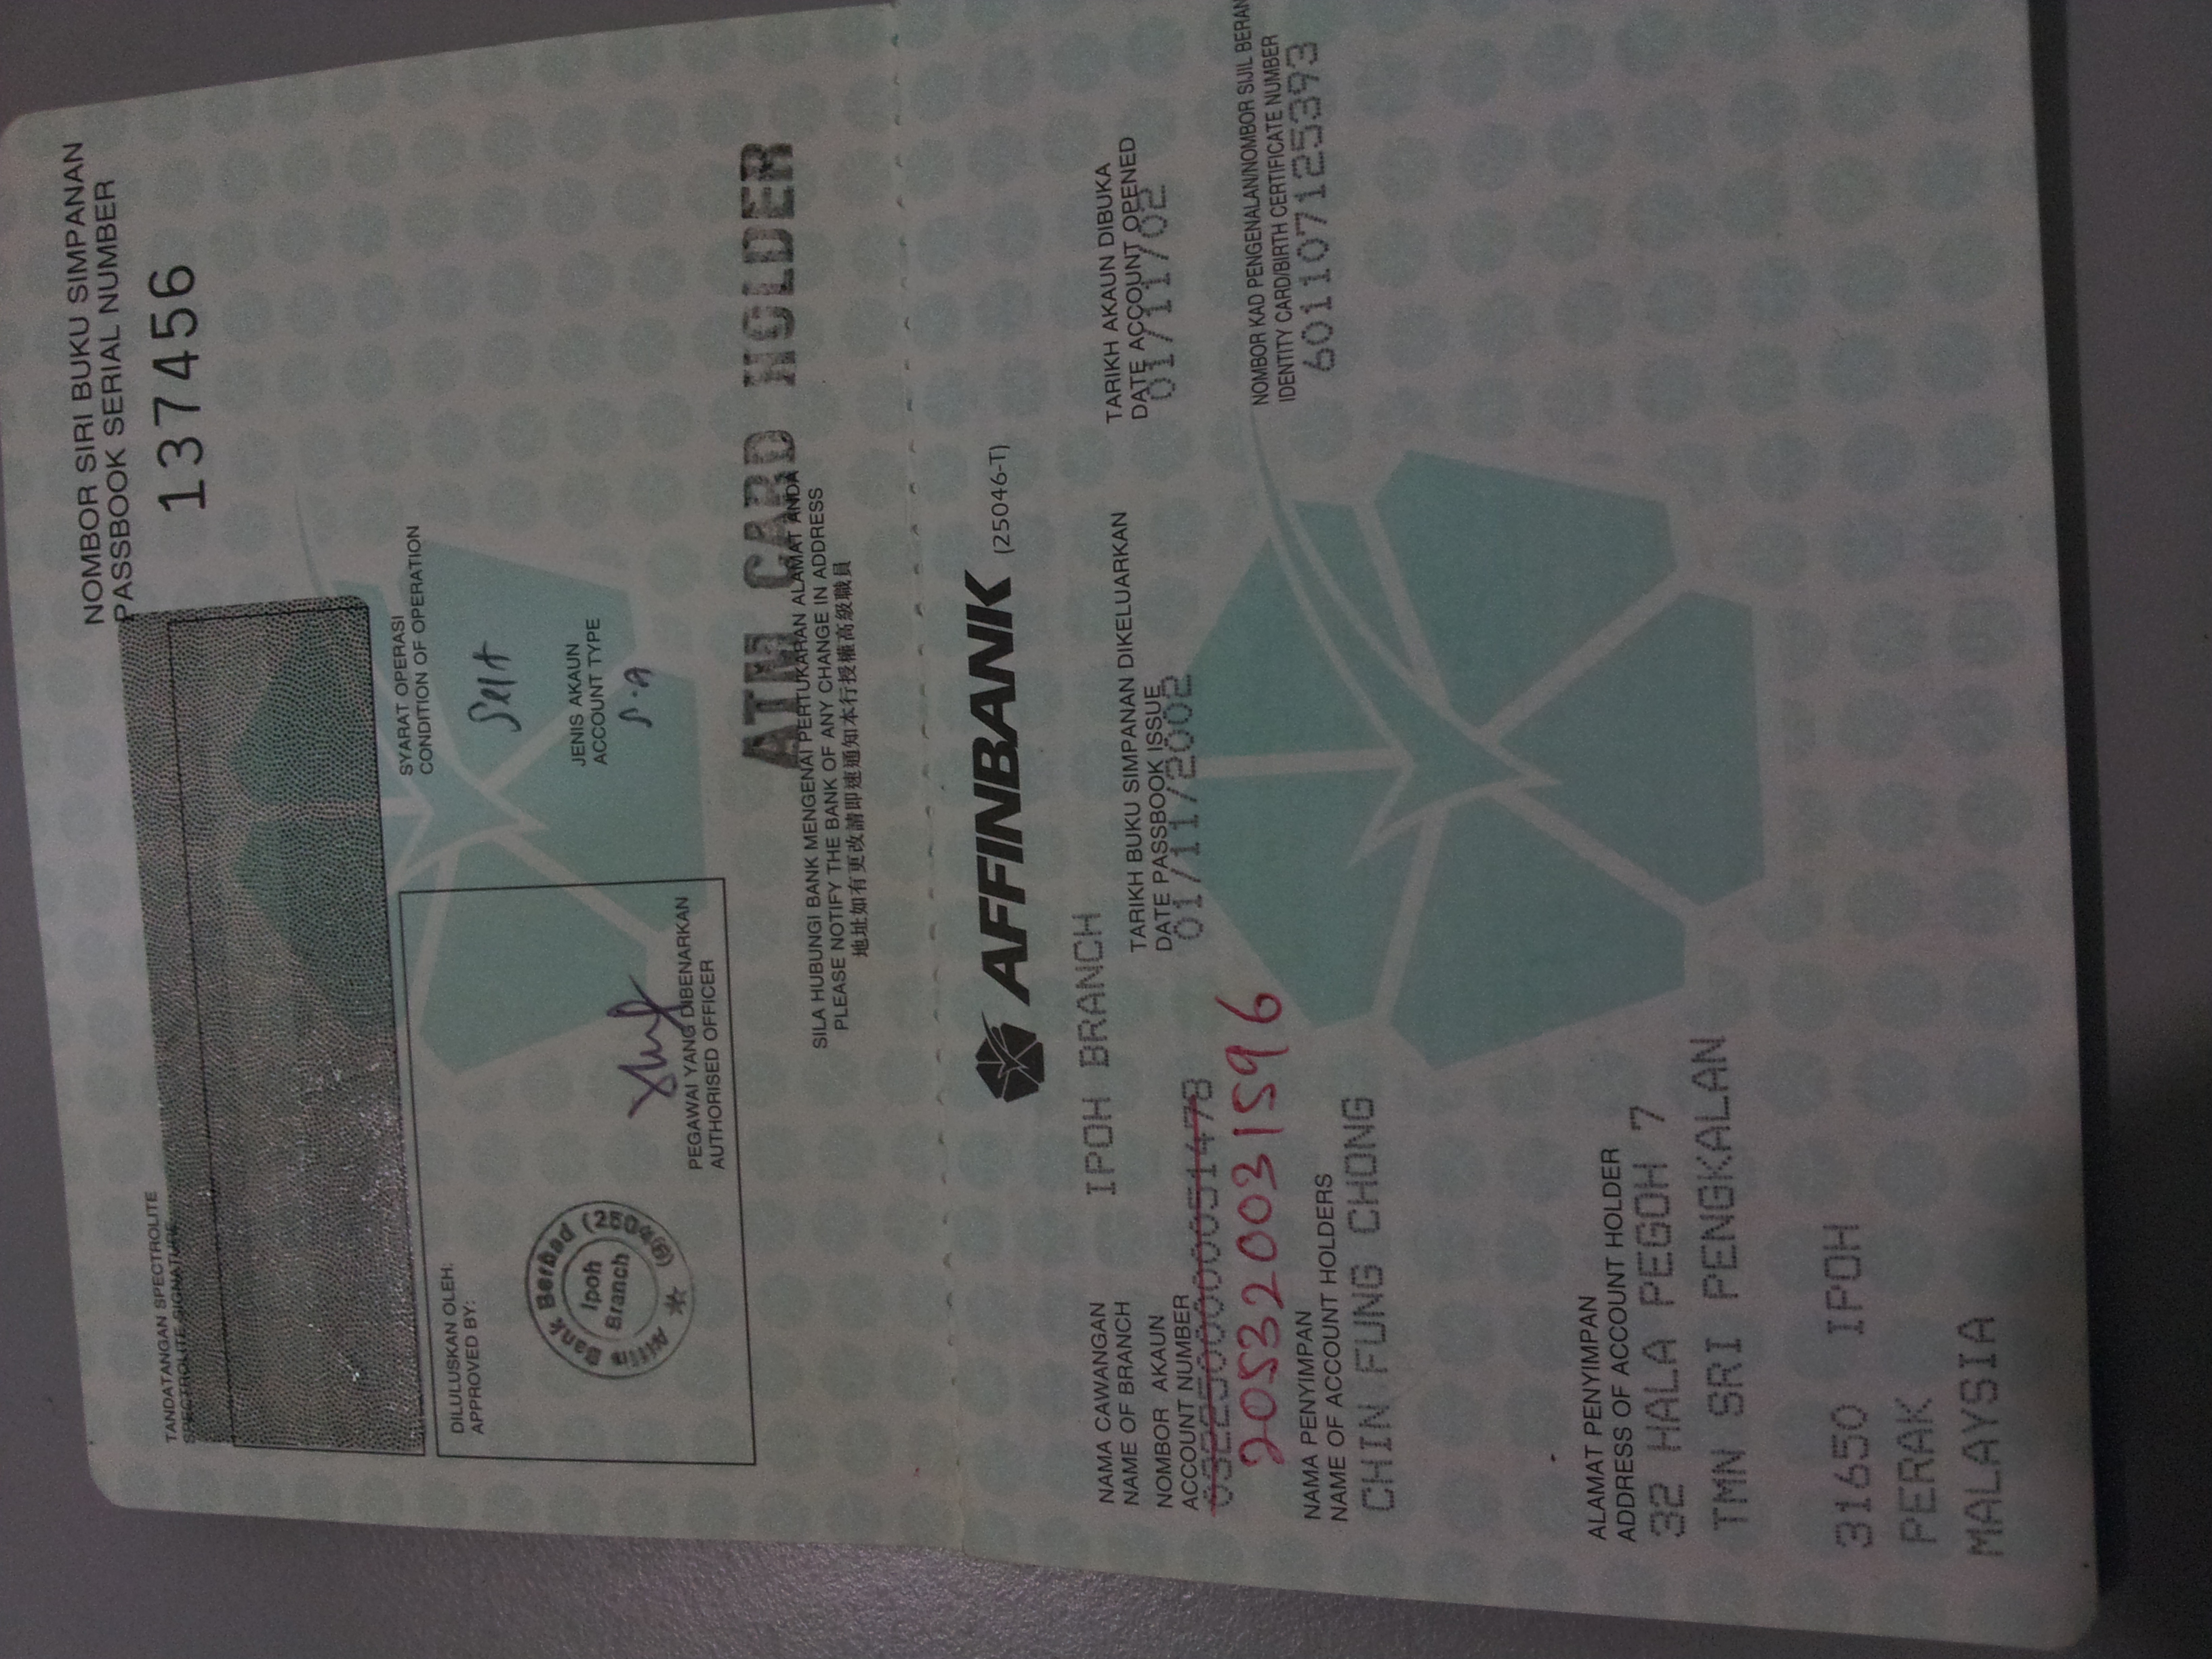 NOMBOR SIRI BUKU SIMPANAN
PASSBOOK SERIAL NUMBER
137456
TANDATANGAN SPECTROLITE
SPECTROLITE SIGNATURE
SYARAT OPERASI
CONDITION OF OPERATION
Self
DILULUSKAN OLEH:
APPROVED BY:
Affin Bank Berhad (25046)
Ipoh
Branch
JENIS AKAUN
ACCOUNT TYPE
S.A
PEGAWAI YANG DIBENARKAN
AUTHORISED OFFICER
ATM CARD HOLDER
SILA HUBUNGI BANK MENGENAI PERTUKARAN ALAMAT ANDA
PLEASE NOTIFY THE BANK OF ANY CHANGE IN ADDRESS
地址如有更改請即速通知本行授權高級職員
AFFINBANK (25046-T)
NAMA CAWANGAN
NAME OF BRANCH
IPOH BRANCH
NOMBOR AKAUN
ACCOUNT NUMBER
0322500000051478
205320031596
TARIKH BUKU SIMPANAN DIKELUARKAN
DATE PASSBOOK ISSUE
01/11/2002
TARIKH AKAUN DIBUKA
DATE ACCOUNT OPENED
01/11/02
NOMBOR KAD PENGENALAN/NOMBOR SIJIL BERAN
IDENTITY CARD/BIRTH CERTIFICATE NUMBER
601107125393
NAMA PENYIMPAN
NAME OF ACCOUNT HOLDERS
CHIN FUNG CHONG
ALAMAT PENYIMPAN
ADDRESS OF ACCOUNT HOLDER
32 HALA PEGOH 7
TMN SRI PENGKALAN
31650 IPOH
PERAK
MALAYSIA